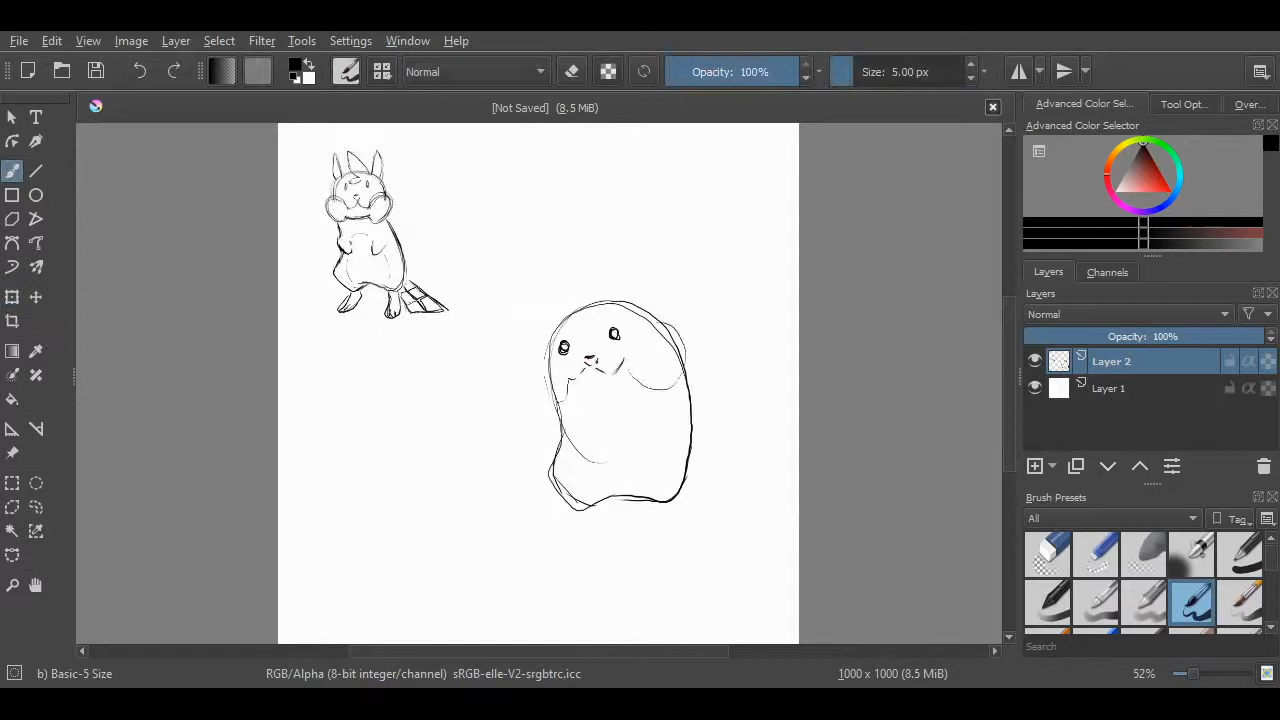 File Edit View Image Layer Select Filter Tools Settings Window Help
Normal Opacity: 100% Size: 5.00 px
[Not Saved] (8.5 MiB)
Advanced Color Sel... Tool Opt... Over...
Advanced Color Selector
Layers Channels
Layers
Normal
Opacity: 100%
Layer 2
Layer 1
Brush Presets
All Tag
Search
b) Basic-5 Size RGB/Alpha (8-bit integer/channel) sRGB-elle-V2-srgbtrc.icc 1000 x 1000 (8.5 MiB) 52%